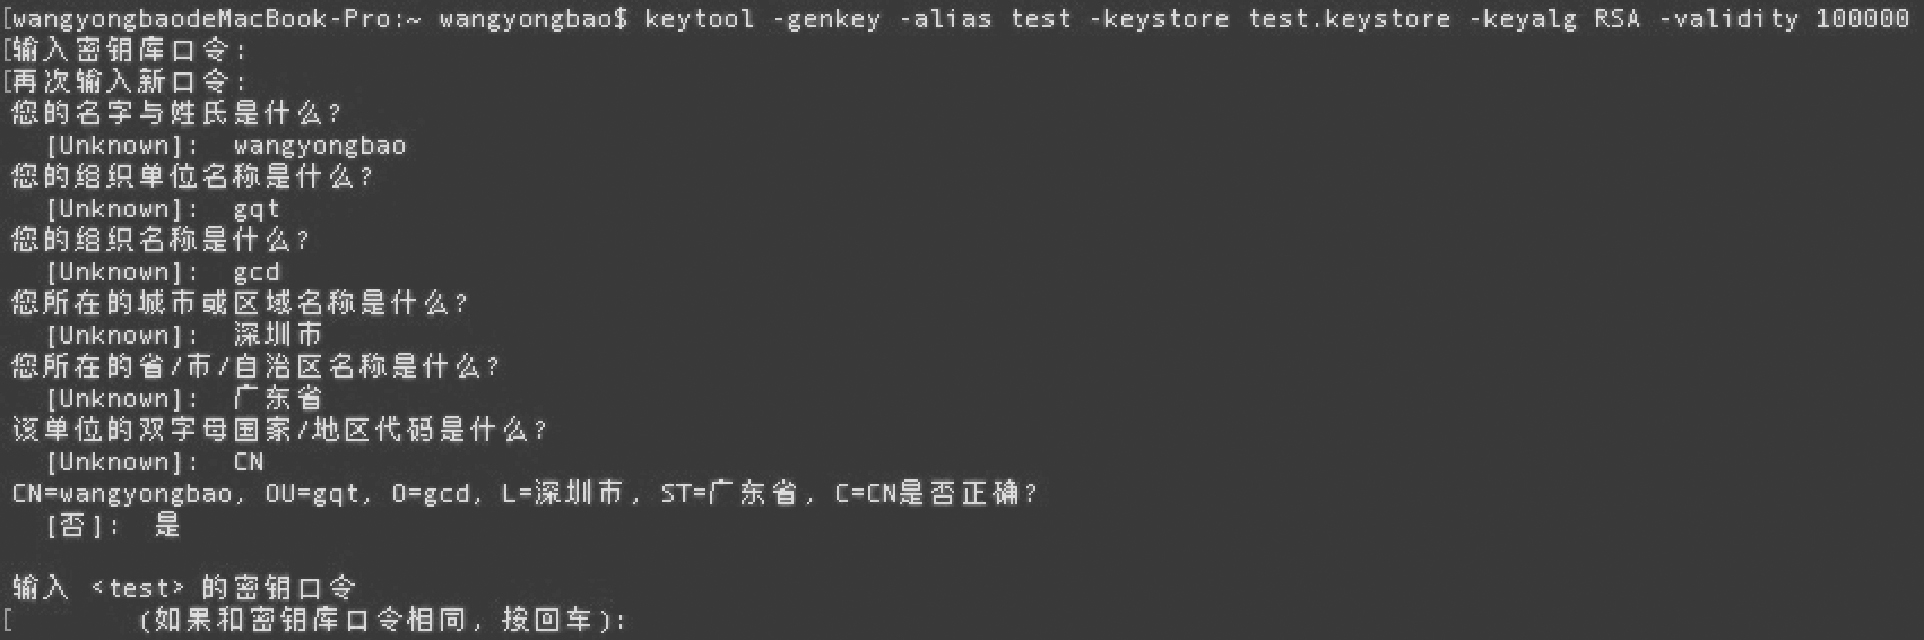 [wangyongbaodeMacBook-Pro:~ wangyongbao$ keytool -genkey -alias test -keystore test.keystore -keyalg RSA -validity 100000
[输入密钥库口令:
[再次输入新口令:
您的名字与姓氏是什么?
[Unknown]:  wangyongbao
您的组织单位名称是什么?
[Unknown]:  gqt
您的组织名称是什么?
[Unknown]:  gcd
您所在的城市或区域名称是什么?
[Unknown]:  深圳市
您所在的省/市/自治区名称是什么?
[Unknown]:  广东省
该单位的双字母国家/地区代码是什么?
[Unknown]:  CN
CN=wangyongbao, OU=gqt, O=gcd, L=深圳市, ST=广东省, C=CN是否正确?
[否]:  是
输入 <test> 的密钥口令
[ (如果和密钥库口令相同, 按回车):